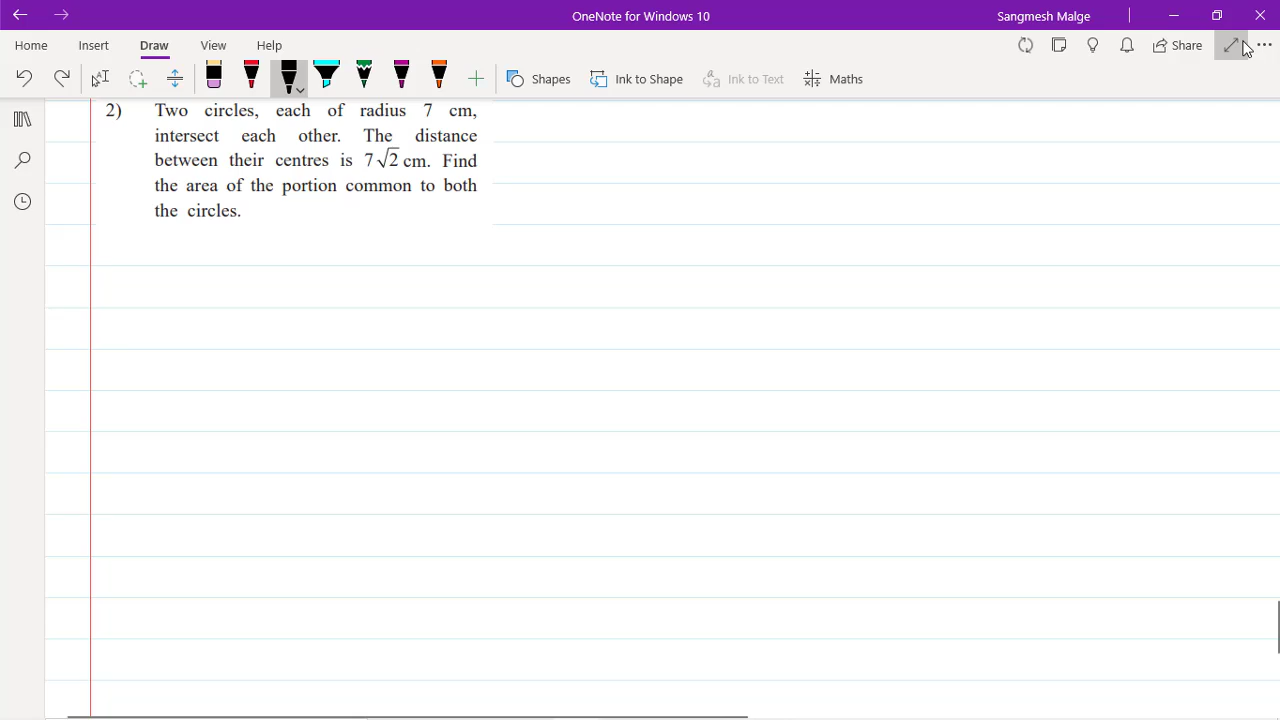 OneNote for Windows 10
Sangmesh Malge
Home Insert Draw View Help
Share
Shapes Ink to Shape Ink to Text Maths
2) Two circles, each of radius 7 cm,
intersect each other. The distance
between their centres is 7√2 cm. Find
the area of the portion common to both
the circles.